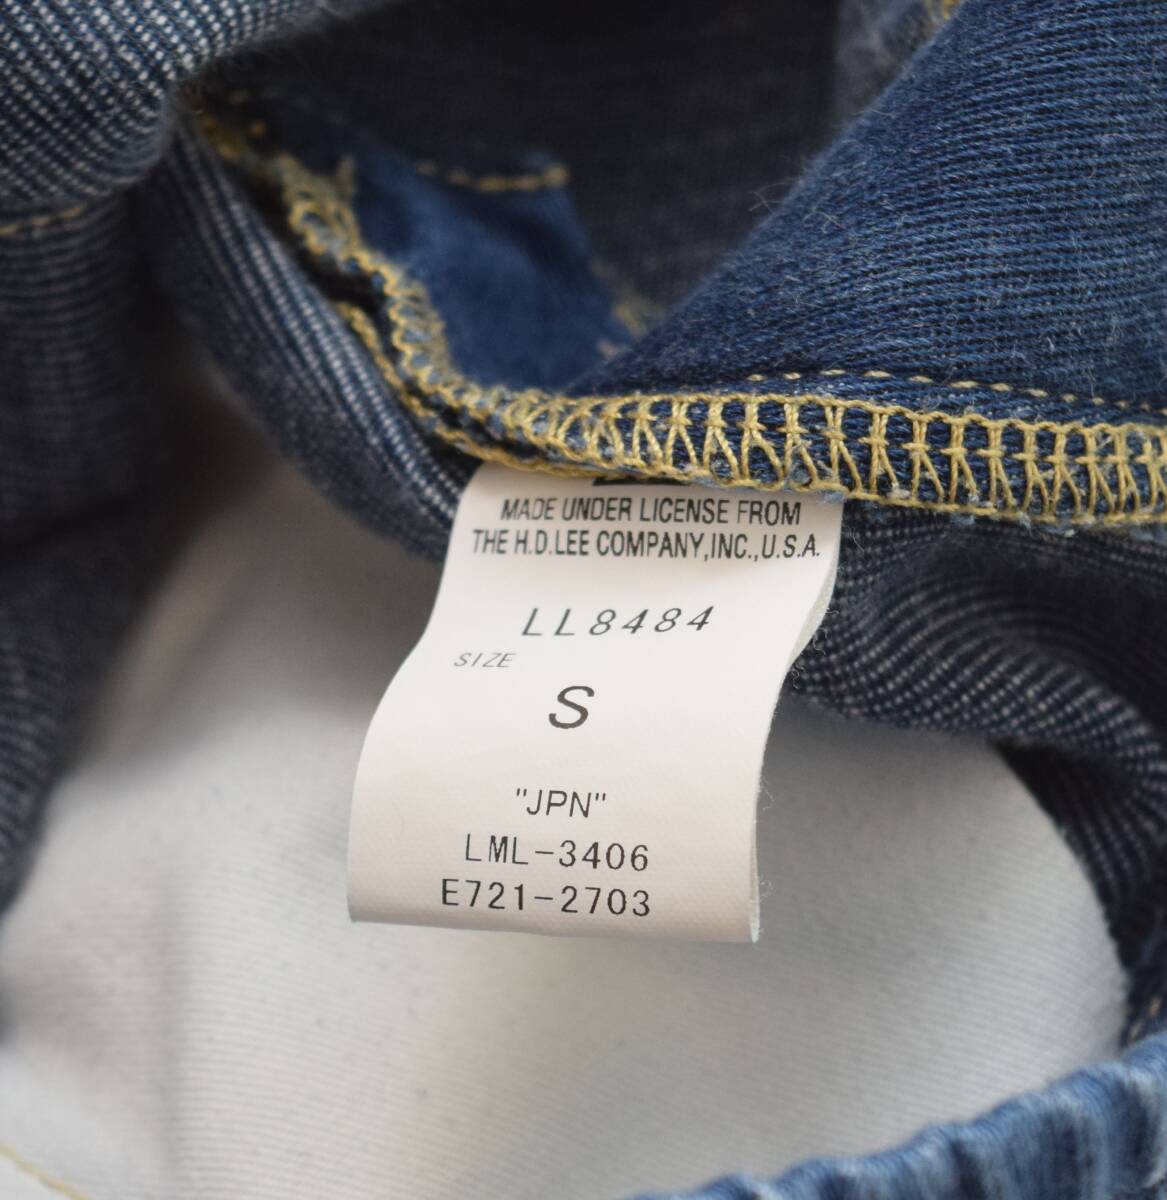 MADE UNDER LICENSE FROM
THE H.D.LEE COMPANY,INC.,U.S.A.
LL8484
SIZE
S
"JPN"
LML-3406
E721-2703